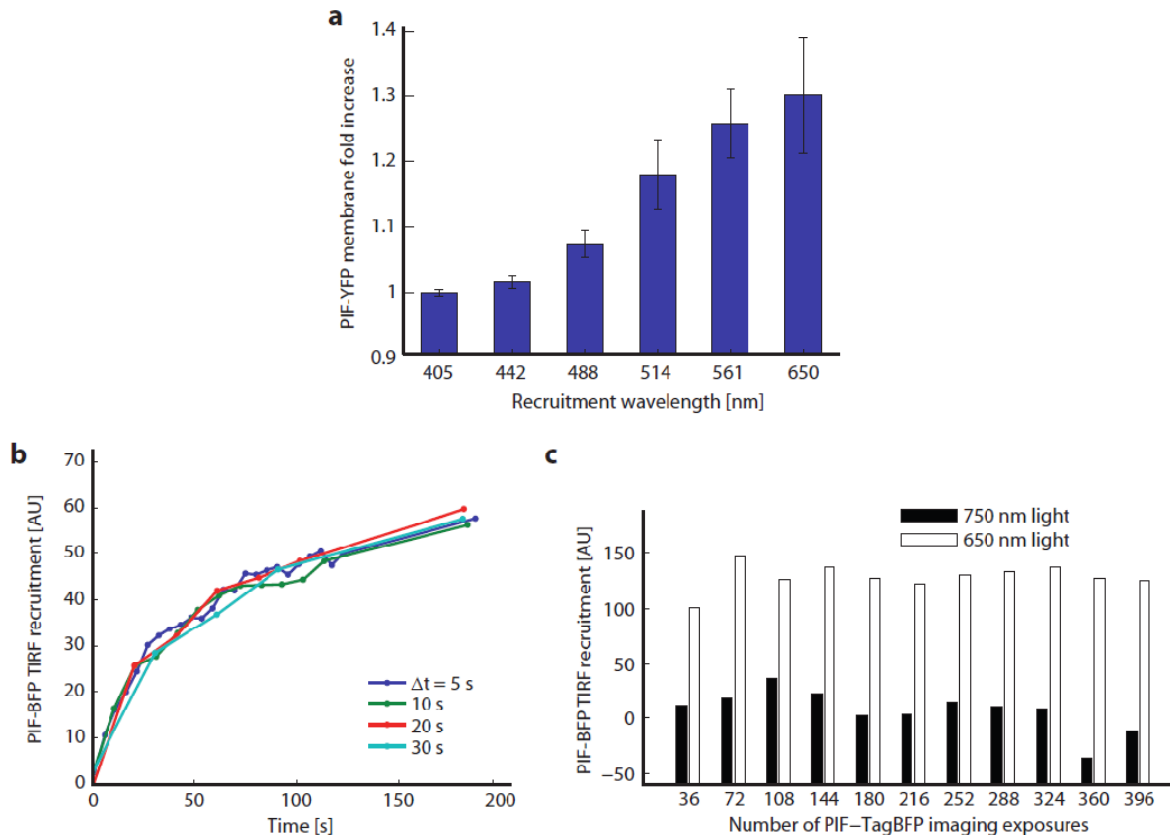 a
PIF-YFP membrane fold increase
1.4
1.3
1.2
1.1
1
0.9
405 442 488 514 561 650
Recruitment wavelength [nm]
b
PIF-BFP TIRF recruitment [AU]
70
60
50
40
30
20
10
0
Δt = 5 s
10 s
20 s
30 s
0 50 100 150 200
Time [s]
c
PIF-BFP TIRF recruitment [AU]
750 nm light
650 nm light
150
100
50
0
−50
36 72 108 144 180 216 252 288 324 360 396
Number of PIF−TagBFP imaging exposures